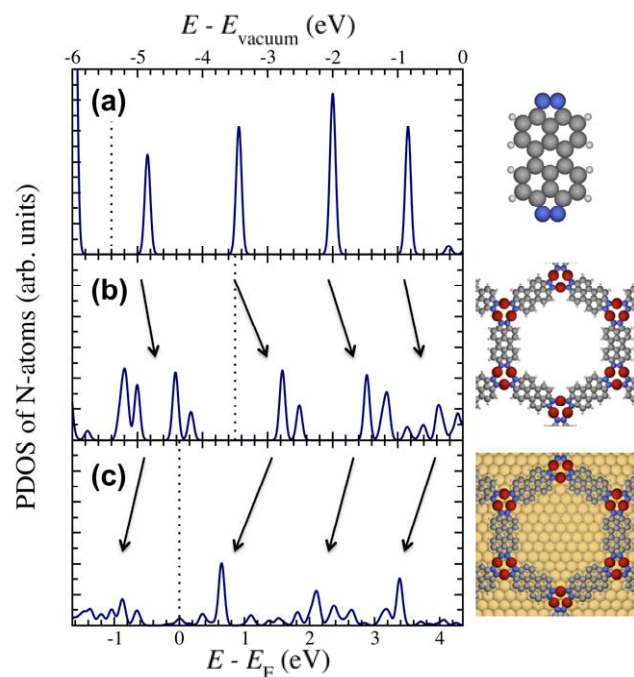 E - E_vacuum (eV)
-6 -5 -4 -3 -2 -1 0
(a)
(b)
(c)
PDOS of N-atoms (arb. units)
-1 0 1 2 3 4
E - E_F (eV)